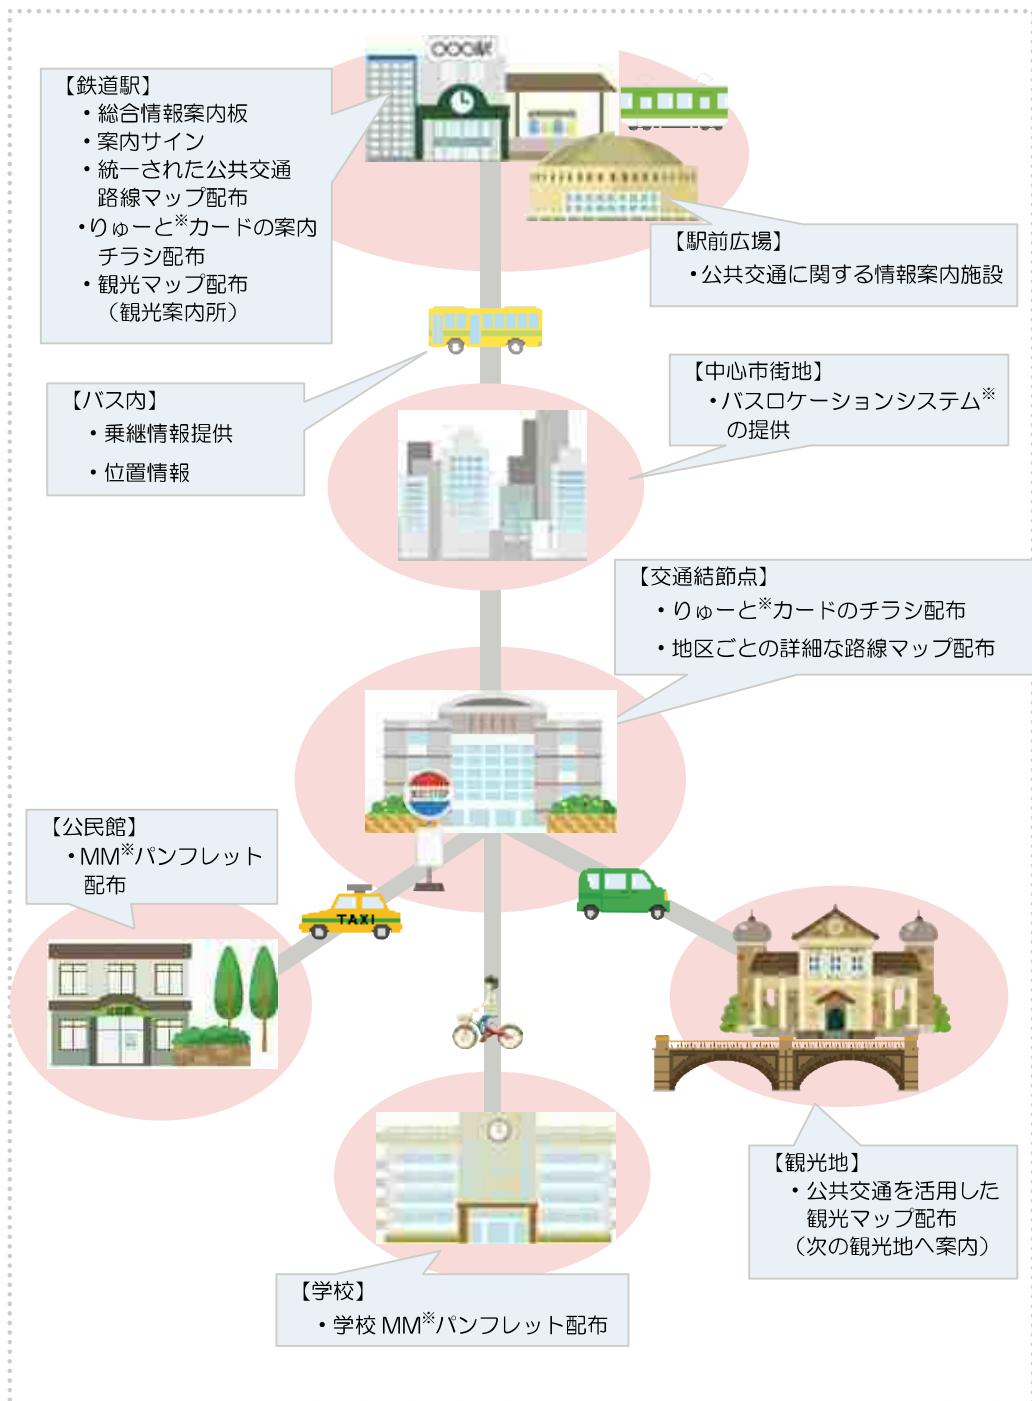 【鉄道駅】
・総合情報案内板
・案内サイン
・統一された公共交通
路線マップ配布
・りゅーと※カードの案内
チラシ配布
・観光マップ配布
（観光案内所）
【駅前広場】
・公共交通に関する情報案内施設
【バス内】
・乗継情報提供
・位置情報
【中心市街地】
・バスロケーションシステム※
の提供
【交通結節点】
・りゅーと※カードのチラシ配布
・地区ごとの詳細な路線マップ配布
【公民館】
・MM※パンフレット
配布
TAXI
【観光地】
・公共交通を活用した
観光マップ配布
（次の観光地へ案内）
【学校】
・学校 MM※パンフレット配布